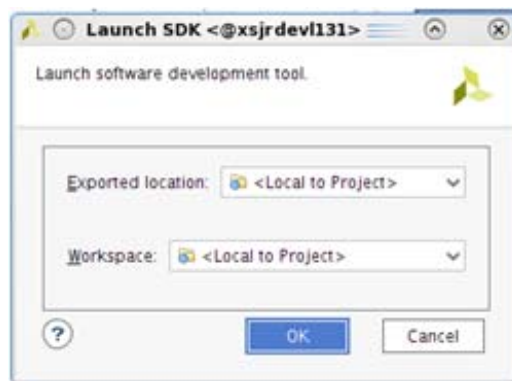 Launch SDK <@xsjrdevl131>
Launch software development tool.
Exported location: <Local to Project>
Workspace: <Local to Project>
? OK Cancel